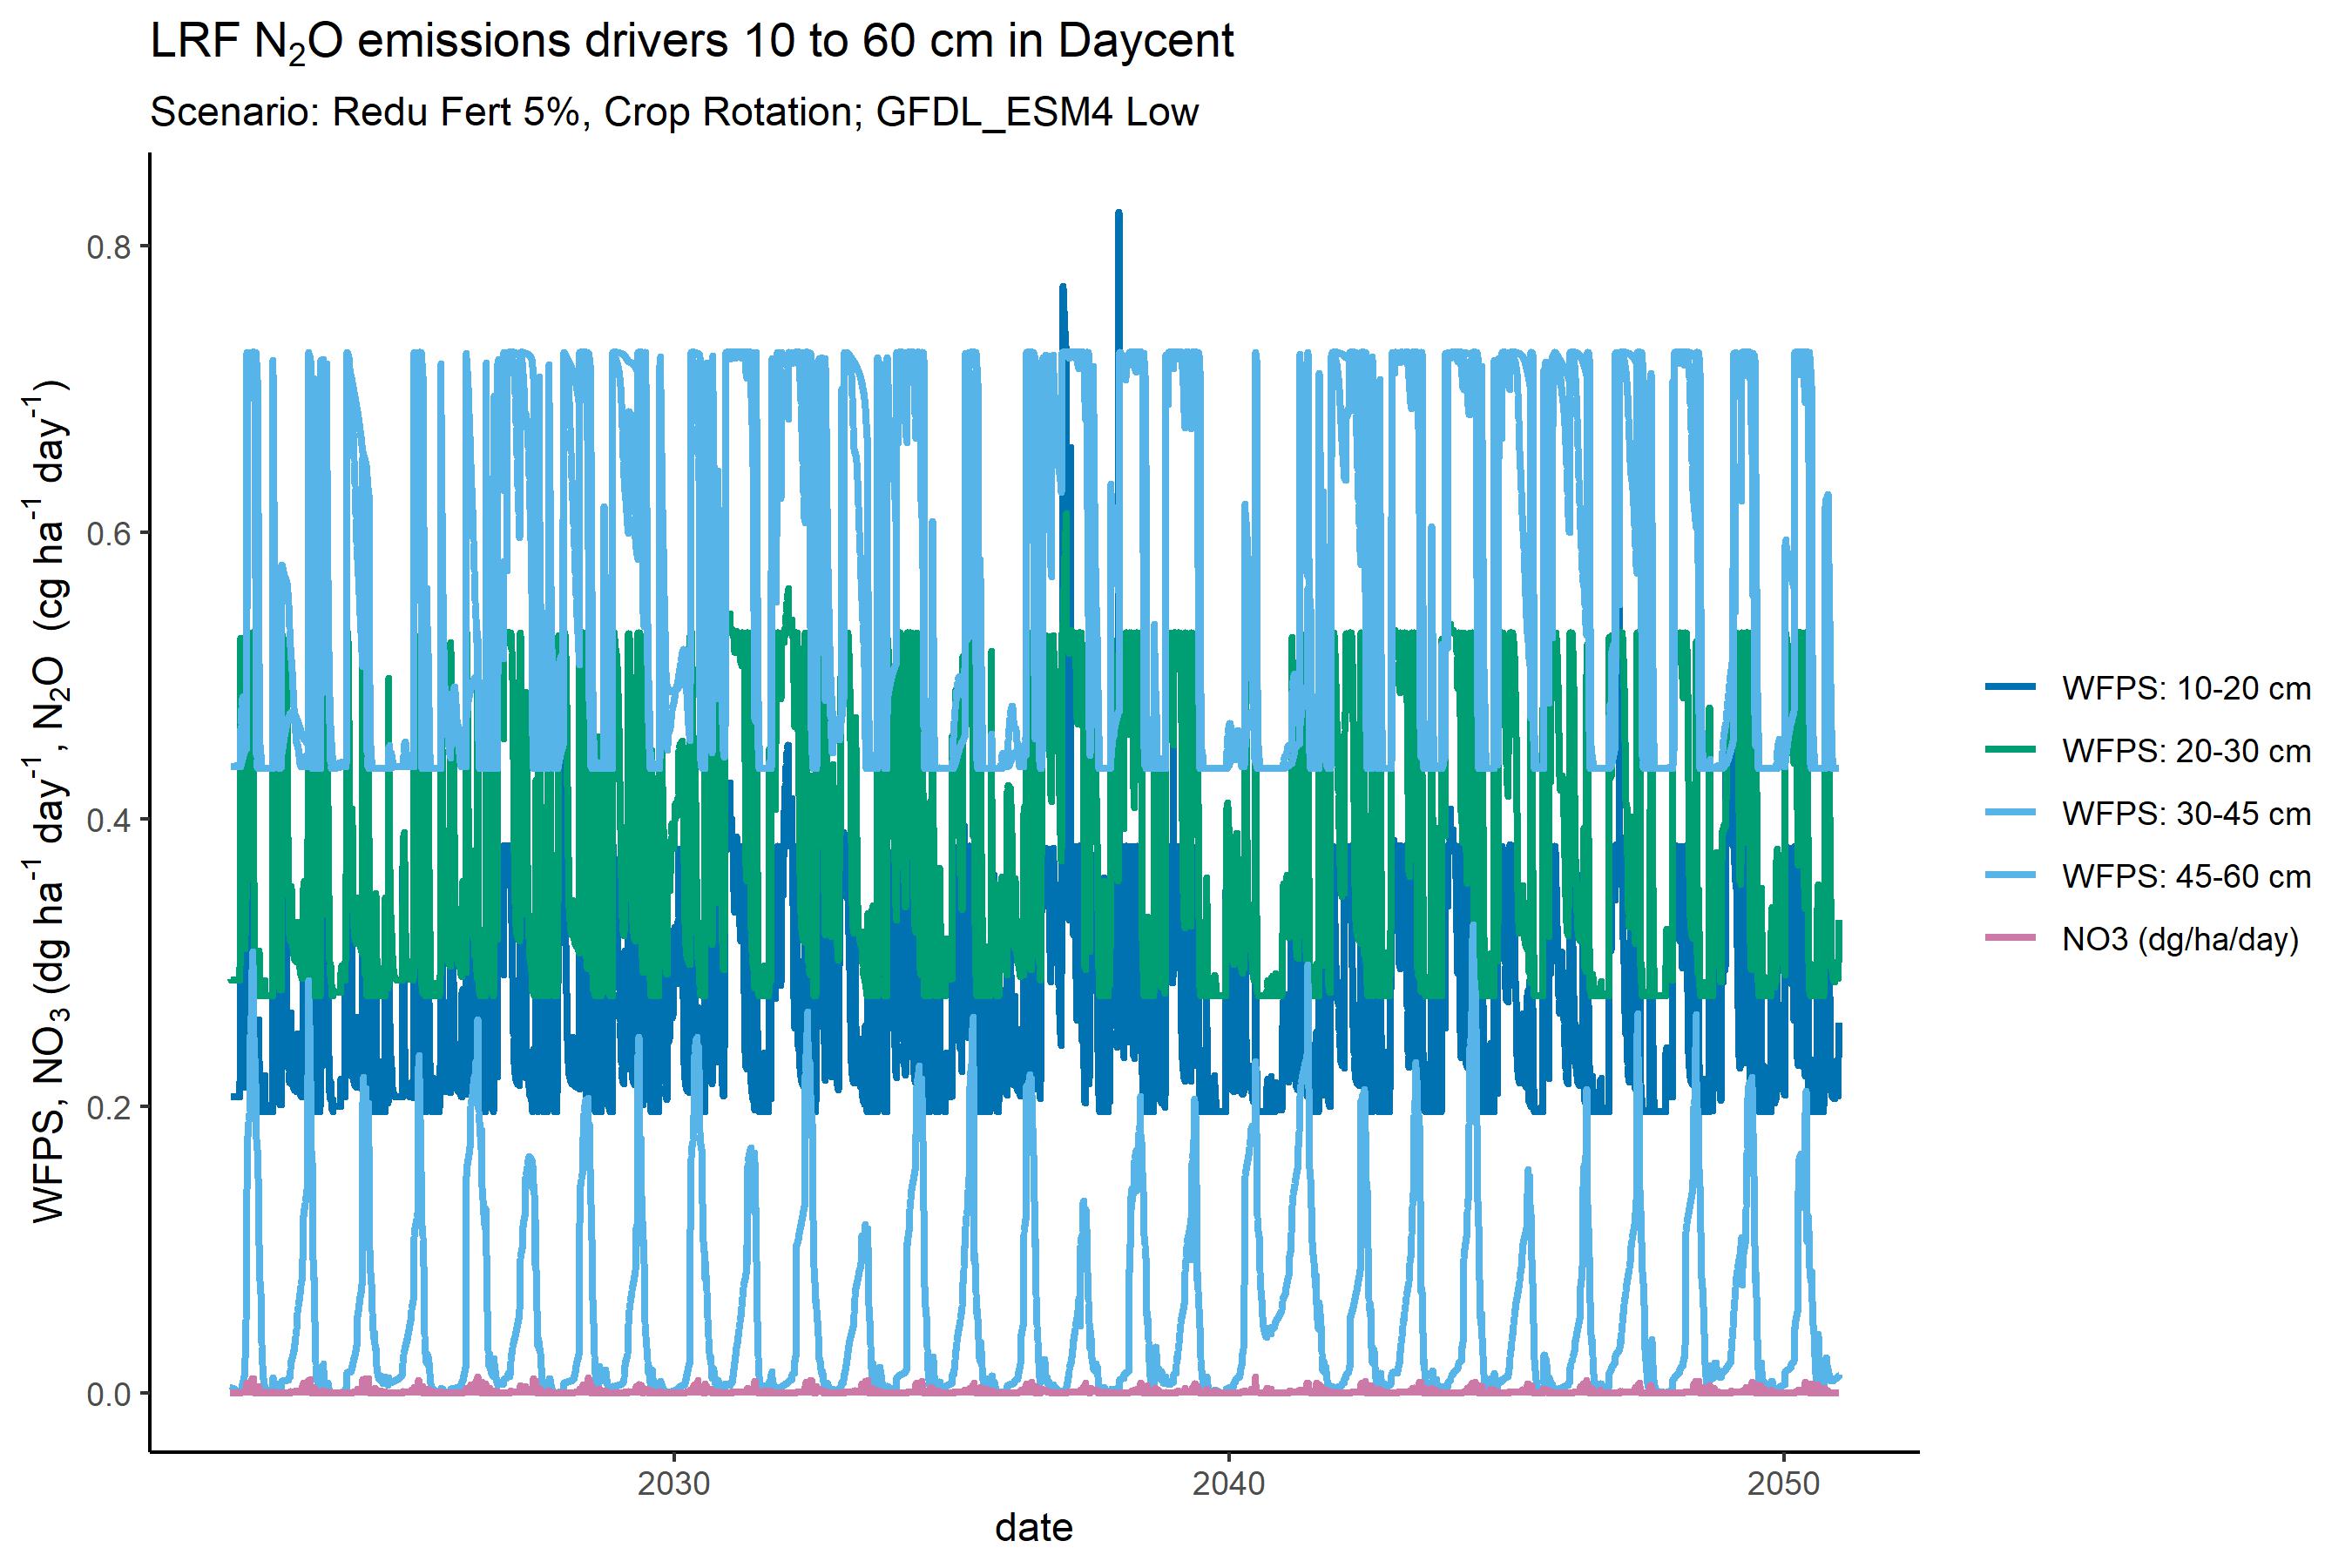 LRF N₂O emissions drivers 10 to 60 cm in Daycent
Scenario: Redu Fert 5%, Crop Rotation; GFDL_ESM4 Low
WFPS, NO₃ (dg ha⁻¹ day⁻¹, N₂O  (cg ha⁻¹ day⁻¹)
0.8
0.6
0.4
0.2
0.0
2030
2040
2050
date
WFPS: 10-20 cm
WFPS: 20-30 cm
WFPS: 30-45 cm
WFPS: 45-60 cm
NO3 (dg/ha/day)